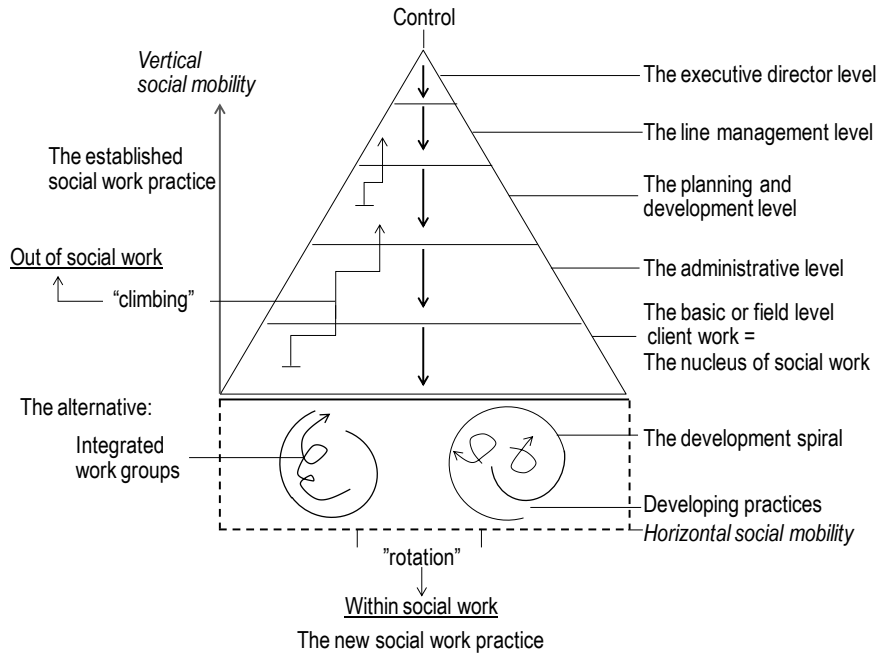 Control
Vertical
social mobility
The executive director level
The line management level
The established
social work practice
The planning and
development level
Out of social work
The administrative level
“climbing”
The basic or field level
client work =
The nucleus of social work
The alternative:
Integrated
work groups
The development spiral
Developing practices
Horizontal social mobility
”rotation”
Within social work
The new social work practice